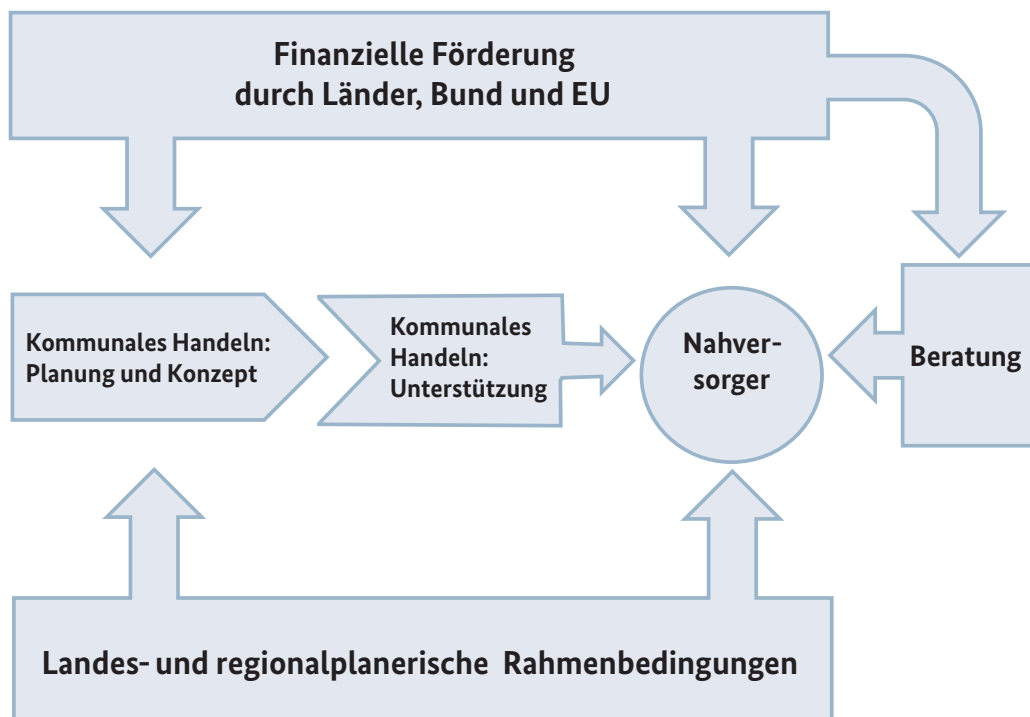 Finanzielle Förderung
durch Länder, Bund und EU
Kommunales Handeln:
Planung und Konzept
Kommunales
Handeln:
Unterstützung
Nahver-
sorger
Beratung
Landes- und regionalplanerische Rahmenbedingungen